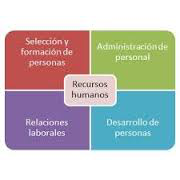 Selección y
formación de
personas
Administración de
personal
Recursos
humanos
Relaciones
laborales
Desarrollo de
personas